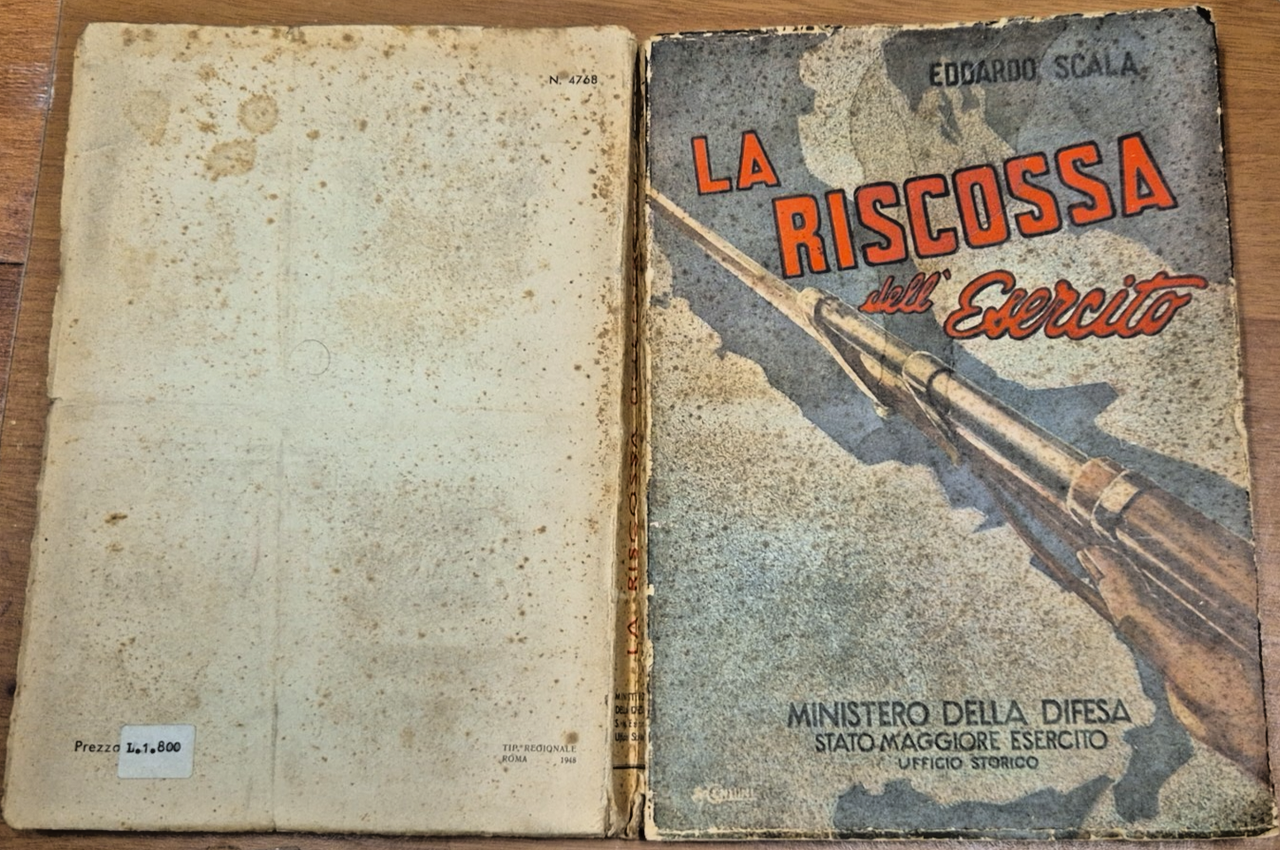 N. 4768
Prezzo L.1.800
TIP. REGIONALE
ROMA 1948
LA RISCOSSA
EDOARDO SCALA
LA
RISCOSSA
dell' Esercito
MINISTERO DELLA DIFESA
STATO MAGGIORE ESERCITO
UFFICIO STORICO